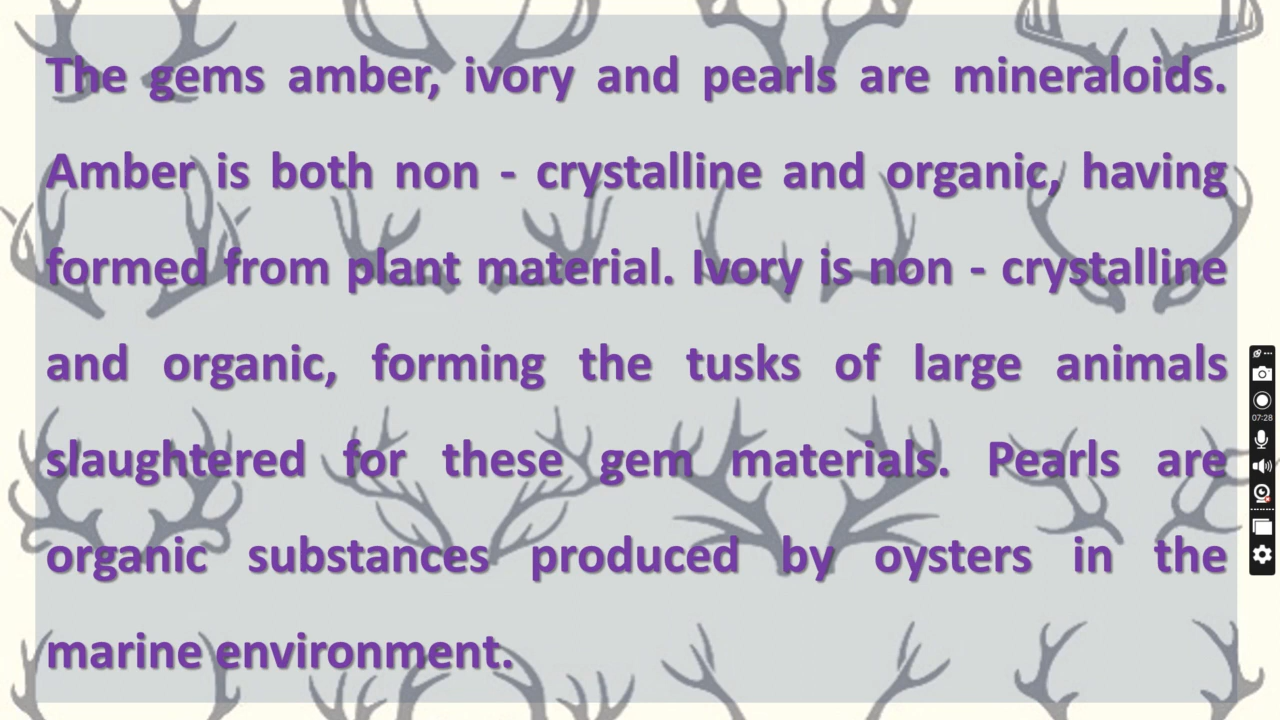 The gems amber, ivory and pearls are mineraloids.
Amber is both non - crystalline and organic, having
formed from plant material. Ivory is non - crystalline
and organic, forming the tusks of large animals
slaughtered for these gem materials. Pearls are
organic substances produced by oysters in the
marine environment.
07:28